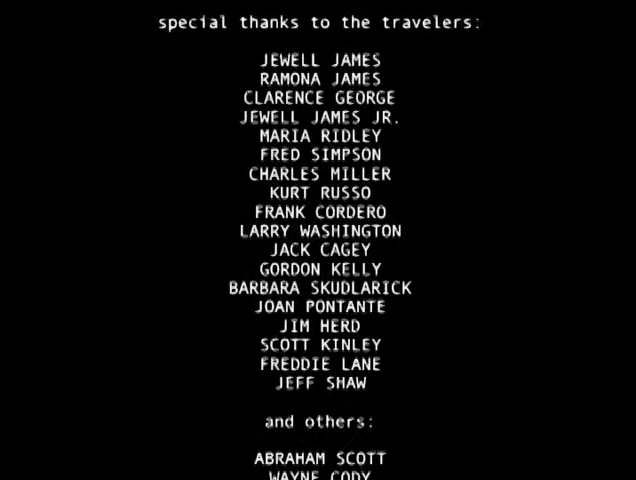 special thanks to the travelers:
JEWELL JAMES
RAMONA JAMES
CLARENCE GEORGE
JEWELL JAMES JR.
MARIA RIDLEY
FRED SIMPSON
CHARLES MILLER
KURT RUSSO
FRANK CORDERO
LARRY WASHINGTON
JACK CAGEY
GORDON KELLY
BARBARA SKUDLARICK
JOAN PONTANTE
JIM HERD
SCOTT KINLEY
FREDDIE LANE
JEFF SHAW
and others:
ABRAHAM SCOTT
WAYNE CODY